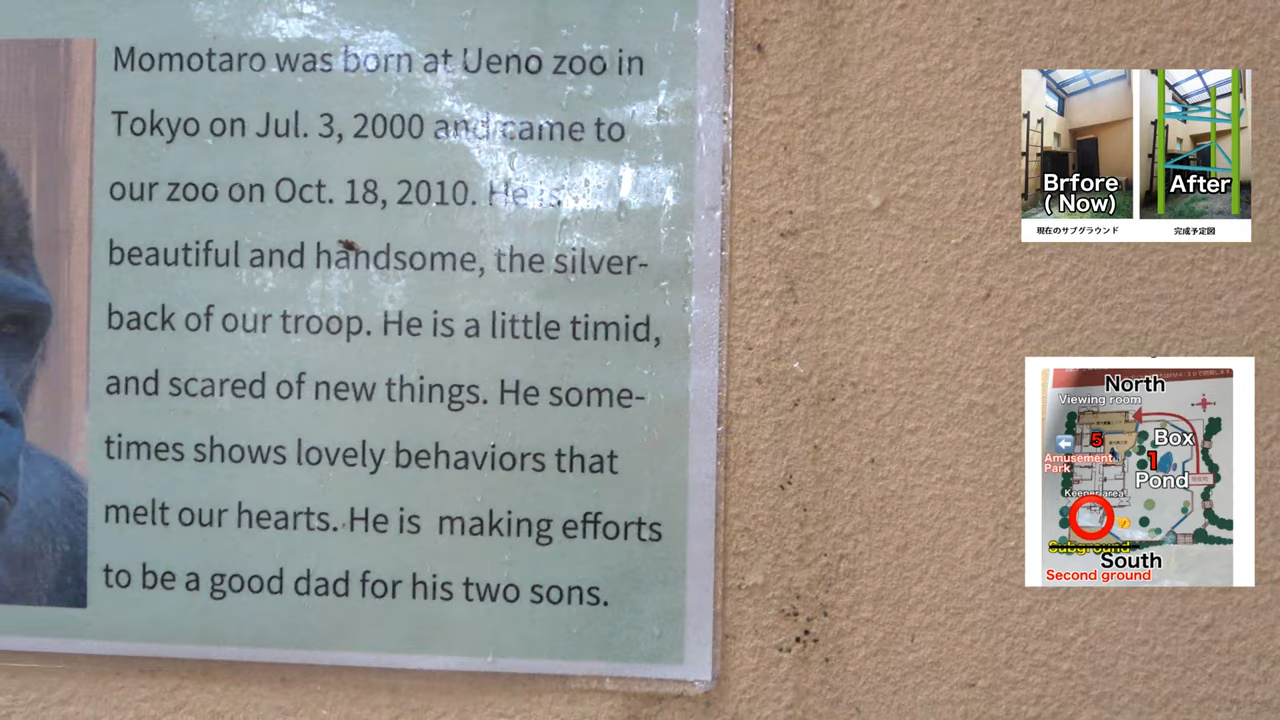 Momotaro was born at Ueno zoo in
Tokyo on Jul. 3, 2000 and came to
our zoo on Oct. 18, 2010. He is
beautiful and handsome, the silver-
back of our troop. He is a little timid,
and scared of new things. He some-
times shows lovely behaviors that
melt our hearts. He is making efforts
to be a good dad for his two sons.
Brfore
( Now)
After
現在のサブグラウンド
完成予定図
North
Viewing room
Box
5
1
Amusement
Park
Pond
Keeper area
Subground
South
Second ground